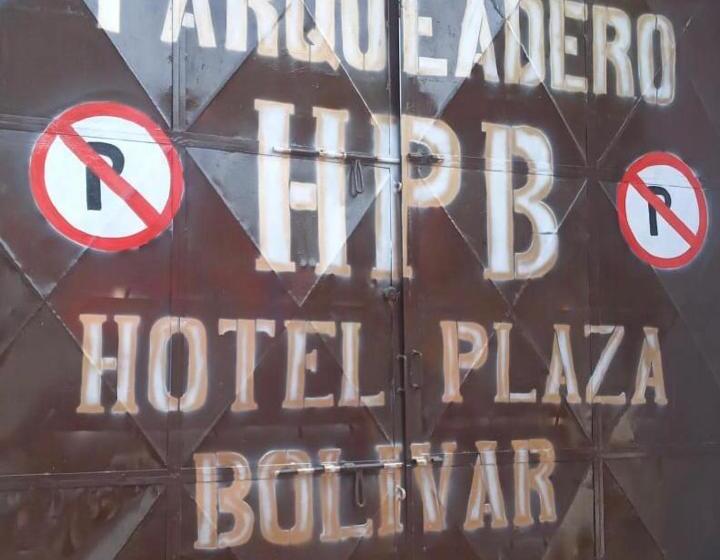 PARQUEADERO
HPB
P
P
HOTEL PLAZA
BOLIVAR